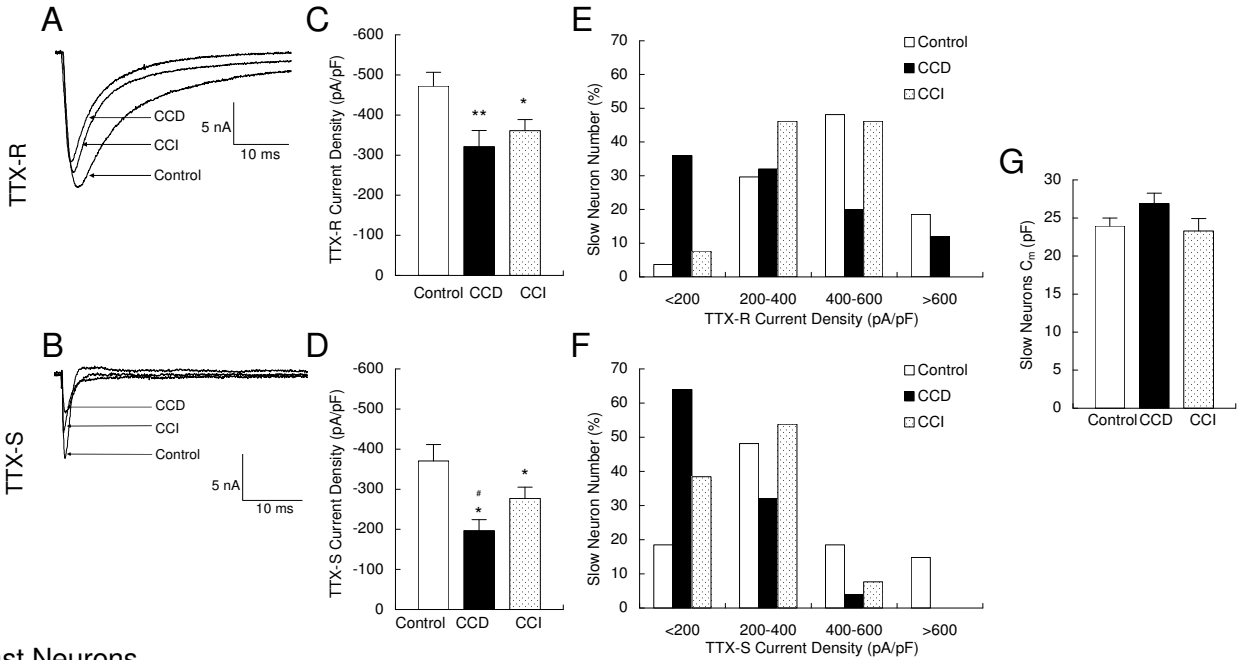 A
CCD
CCI
Control
5 nA
10 ms
TTX-R
C
-600
-500
-400
-300
-200
-100
0
TTX-R Current Density (pA/pF)
**
*
Control CCD CCI
E
70
60
50
40
30
20
10
0
Slow Neuron Number (%)
Control
CCD
CCI
<200 200-400 400-600 >600
TTX-R Current Density (pA/pF)
G
30
25
20
15
10
5
0
Slow Neurons Cm (pF)
Control CCD CCI
B
CCD
CCI
Control
5 nA
10 ms
TTX-S
D
-600
-500
-400
-300
-200
-100
0
TTX-S Current Density (pA/pF)
#
*
*
Control CCD CCI
F
70
60
50
40
30
20
10
0
Slow Neuron Number (%)
Control
CCD
CCI
<200 200-400 400-600 >600
TTX-S Current Density (pA/pF)
Neurons